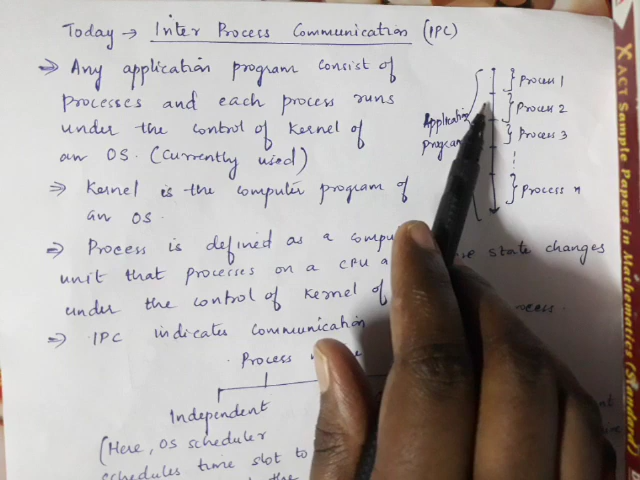 Today → Inter Process Communication (IPC)
⇒ Any application program consist of
processes and each process runs
under the control of Kernel of
an OS. (Currently used)
⇒ Kernel is the computer program of
an OS.
⇒ Process is defined as a
unit that processes on a CPU state changes
under the control of Kernel of
⇒ IPC indicates Communication
Process
Independent
(Here, OS scheduler
schedules time slot to
the
Application
program
Process 1
Process 2
Process 3
Process n
X ACT Sample Papers in Mathematics (Standard)